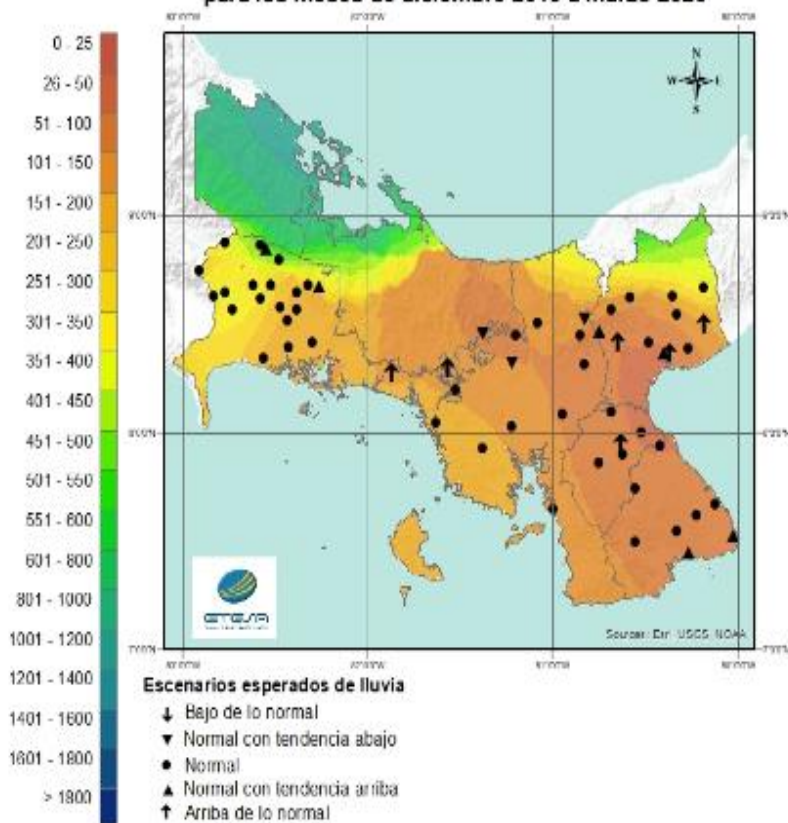 para los meses de diciembre 2019 a marzo 2020
0 - 25
26 - 50
51 - 100
101 - 150
151 - 200
201 - 250
251 - 300
301 - 350
351 - 400
401 - 450
451 - 500
501 - 550
551 - 600
601 - 800
801 - 1000
1001 - 1200
1201 - 1400
1401 - 1600
1601 - 1800
> 1800
N
W E
S
ETESA
Sources: Esri USGS NOAA
Escenarios esperados de lluvia
Bajo de lo normal
Normal con tendencia abajo
Normal
Normal con tendencia arriba
Arriba de lo normal